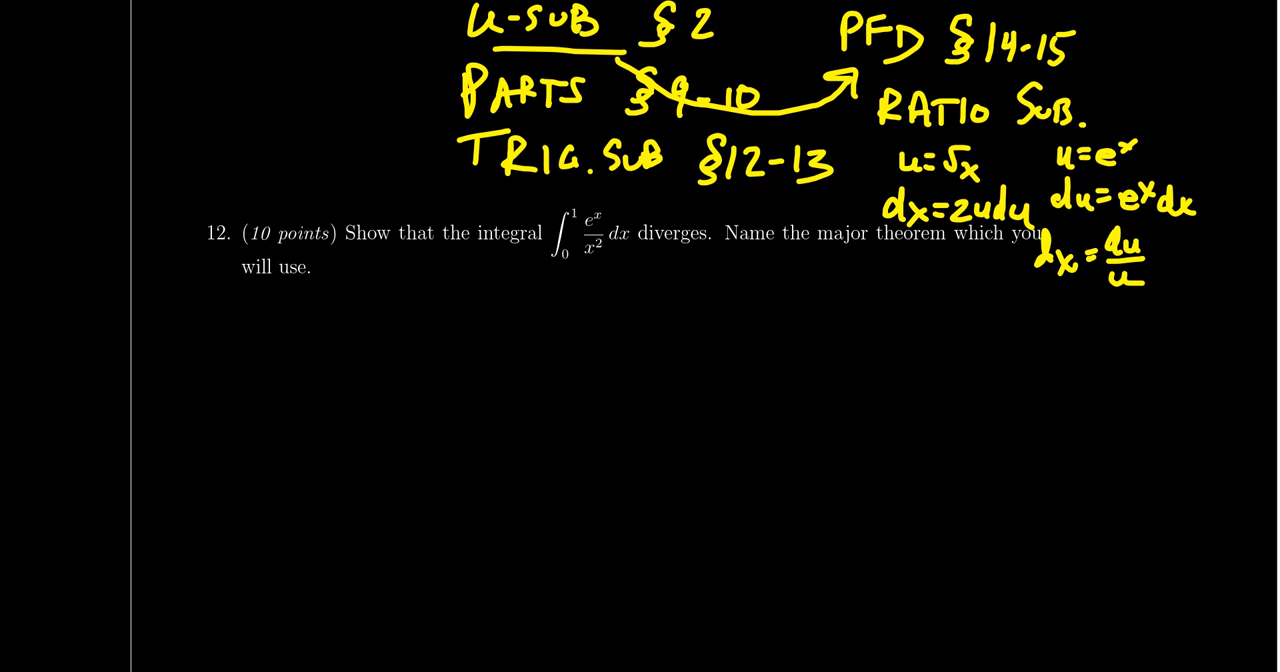 u-SUB § 2
PFD § 14-15
PARTS § 9-10
RATIO SUB.
TRIG. SUB § 12-13
u=√x
u=e^x
dx=2udu
du=e^x dx
12. (10 points) Show that the integral ∫_0^1 e^x/x^2 dx diverges. Name the major theorem which you
will use.
dx = du/u